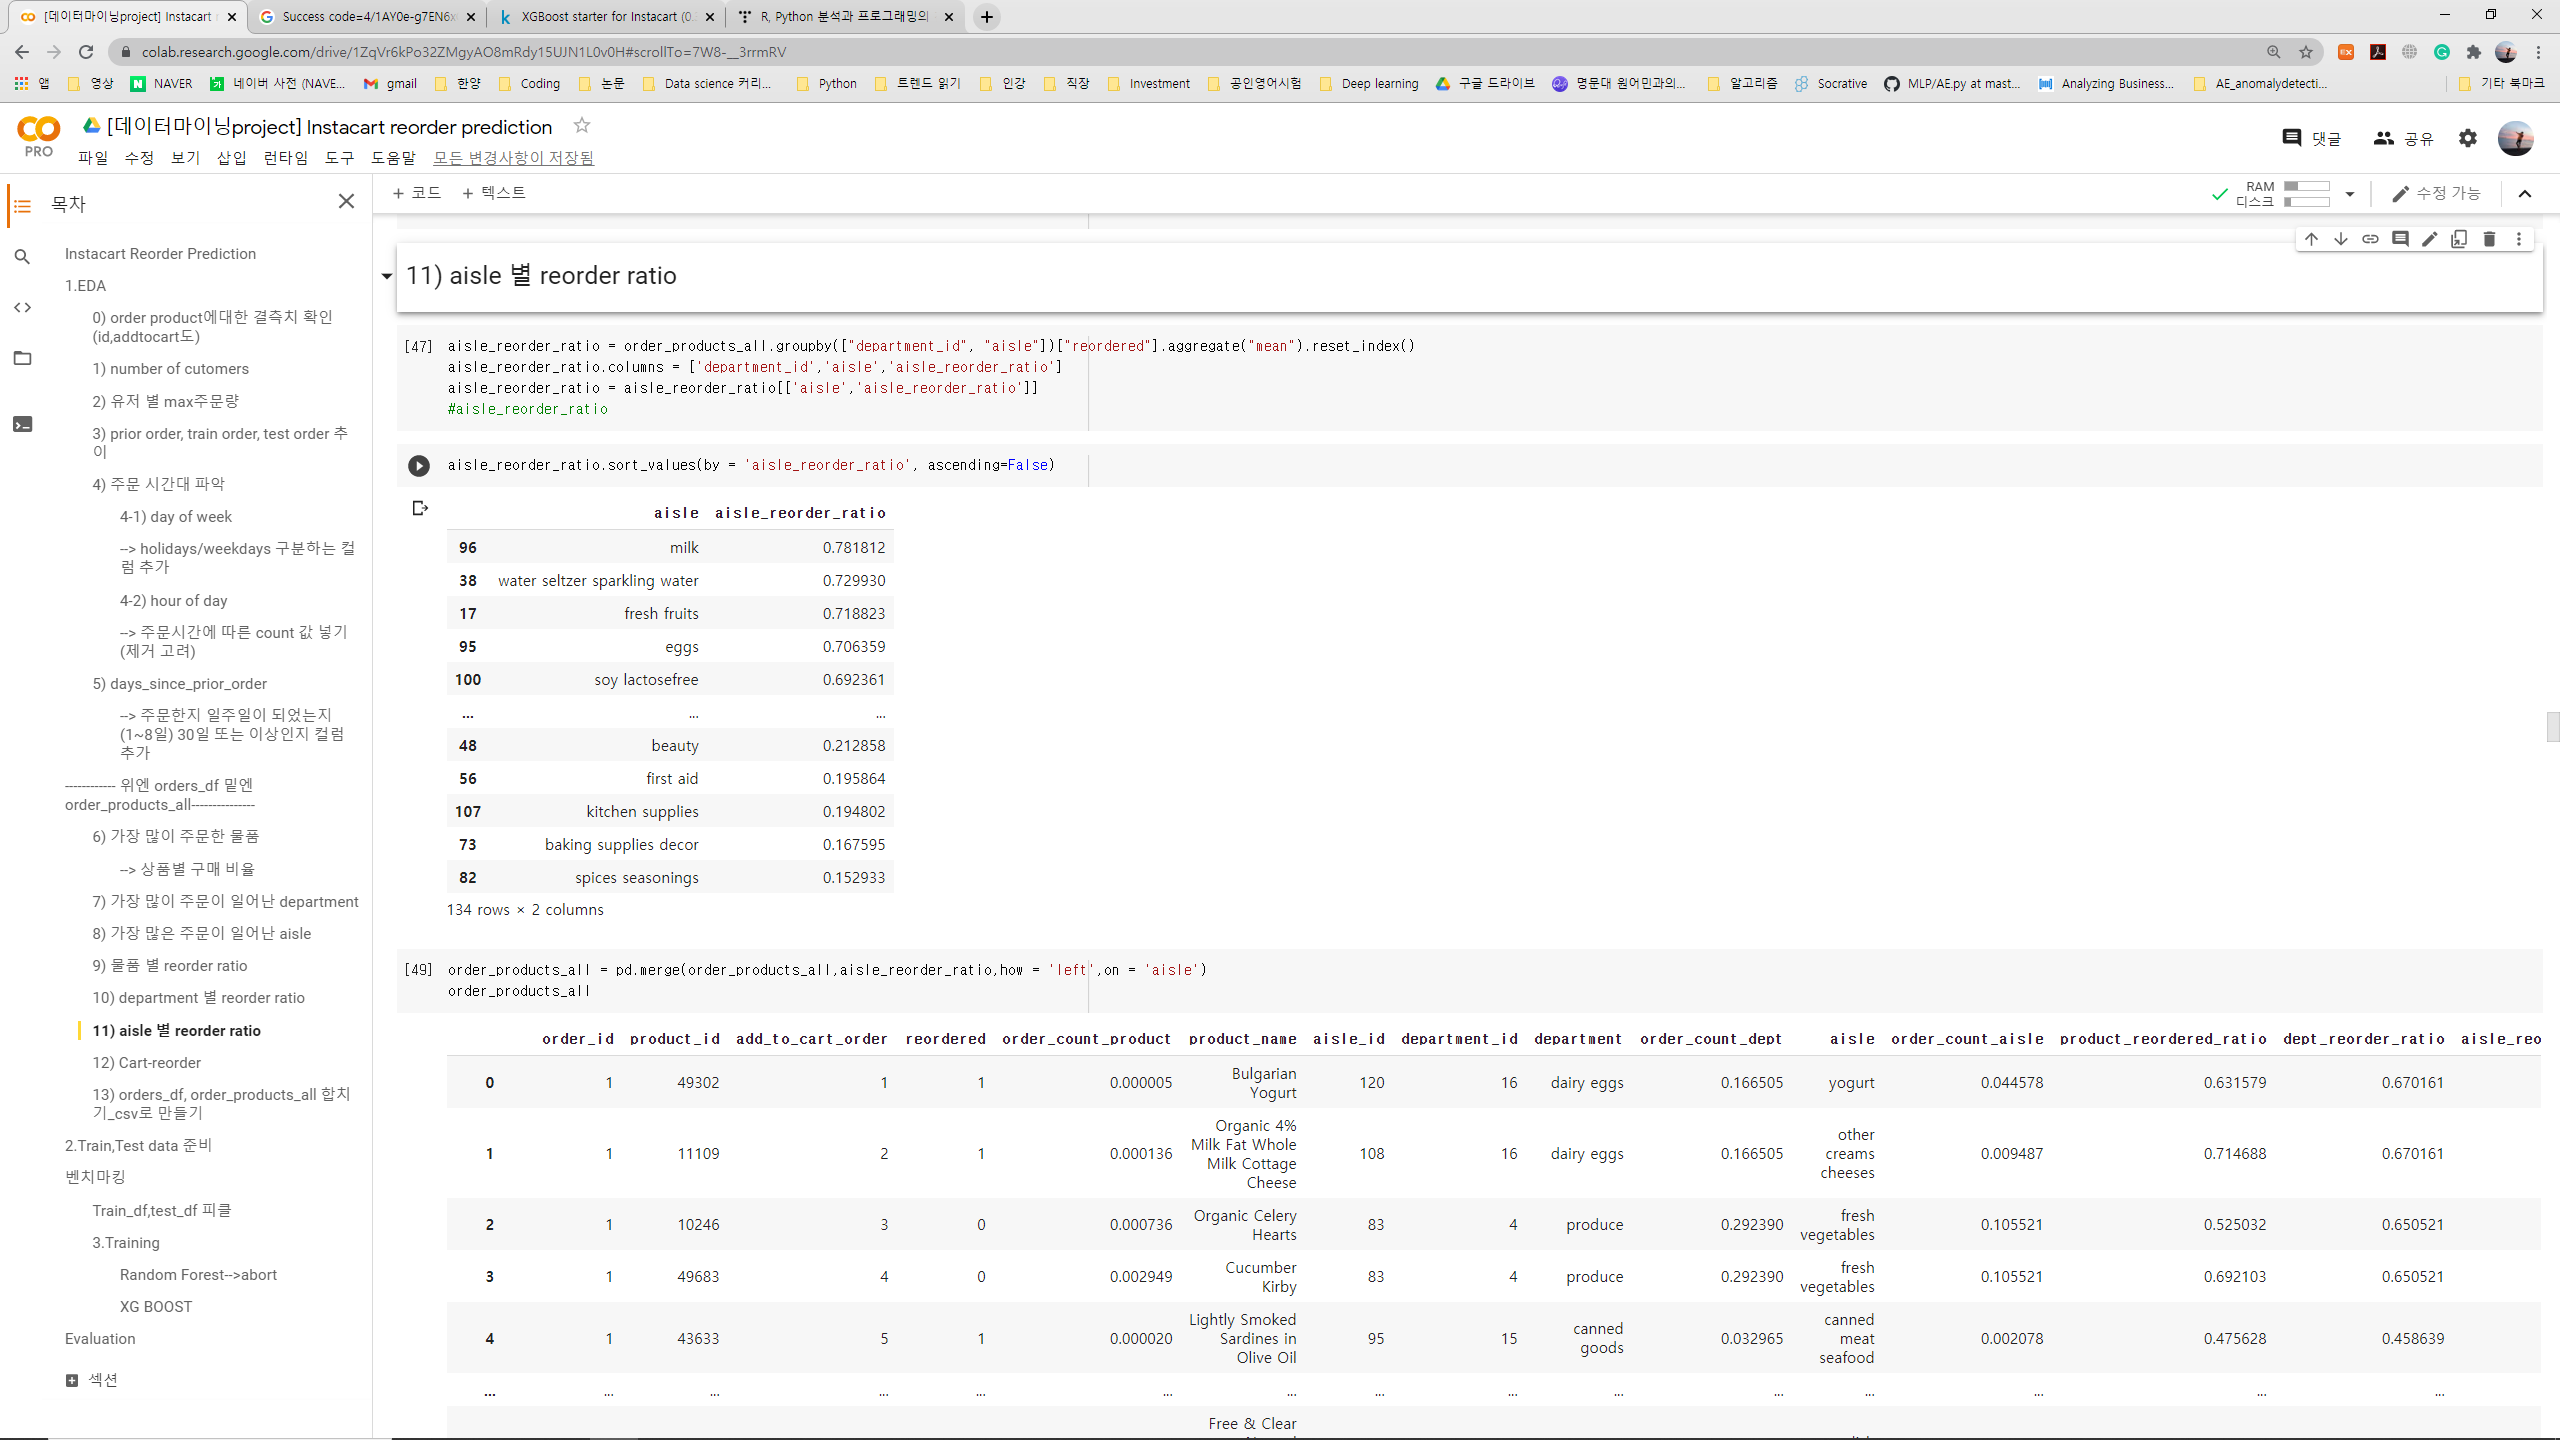 [데이터마이닝project] Instacart r
Success code=4/1AY0e-g7EN6x
XGBoost starter for Instacart (0.
R, Python 분석과 프로그래밍의
colab.research.google.com/drive/1ZqVr6kPo32ZMgyAO8mRdy15UJN1L0v0H#scrollTo=7W8-__3rrmRV
앱 영상 NAVER 네이버 사전 (NAVE... gmail 한양 Coding 논문 Data science 커리... Python 트렌드 읽기 인강 직장 Investment 공인영어시험 Deep learning 구글 드라이브 명문대 원어민과의... 알고리즘 Socrative MLP/AE.py at mast... Analyzing Business... AE_anomalydetecti... 기타 북마크
[데이터마이닝project] Instacart reorder prediction
PRO
파일 수정 보기 삽입 런타임 도구 도움말 모든 변경사항이 저장됨
댓글 공유
목차
+ 코드 + 텍스트
RAM
디스크
수정 가능
Instacart Reorder Prediction
1.EDA
0) order product에대한 결측치 확인
(id,addtocart도)
1) number of cutomers
2) 유저 별 max주문량
3) prior order, train order, test order 추
이
4) 주문 시간대 파악
4-1) day of week
--> holidays/weekdays 구분하는 컬
럼 추가
4-2) hour of day
--> 주문시간에 따른 count 값 넣기
(제거 고려)
5) days_since_prior_order
--> 주문한지 일주일이 되었는지
(1~8일) 30일 또는 이상인지 컬럼
추가
------------ 위엔 orders_df 밑엔
order_products_all---------------
6) 가장 많이 주문한 물품
--> 상품별 구매 비율
7) 가장 많이 주문이 일어난 department
8) 가장 많은 주문이 일어난 aisle
9) 물품 별 reorder ratio
10) department 별 reorder ratio
11) aisle 별 reorder ratio
12) Cart-reorder
13) orders_df, order_products_all 합치
기_csv로 만들기
2.Train,Test data 준비
벤치마킹
Train_df,test_df 피클
3.Training
Random Forest-->abort
XG BOOST
Evaluation
섹션
11) aisle 별 reorder ratio
[47] aisle_reorder_ratio = order_products_all.groupby(["department_id", "aisle"])["reordered"].aggregate("mean").reset_index()
aisle_reorder_ratio.columns = ['department_id','aisle','aisle_reorder_ratio']
aisle_reorder_ratio = aisle_reorder_ratio[['aisle','aisle_reorder_ratio']]
#aisle_reorder_ratio
aisle_reorder_ratio.sort_values(by = 'aisle_reorder_ratio', ascending=False)
aisle aisle_reorder_ratio
96 milk 0.781812
38 water seltzer sparkling water 0.729930
17 fresh fruits 0.718823
95 eggs 0.706359
100 soy lactosefree 0.692361
... ... ...
48 beauty 0.212858
56 first aid 0.195864
107 kitchen supplies 0.194802
73 baking supplies decor 0.167595
82 spices seasonings 0.152933
134 rows × 2 columns
[49] order_products_all = pd.merge(order_products_all,aisle_reorder_ratio,how = 'left',on = 'aisle')
order_products_all
order_id product_id add_to_cart_order reordered order_count_product product_name aisle_id department_id department order_count_dept aisle order_count_aisle product_reordered_ratio dept_reorder_ratio aisle_reo
0 1 49302 1 1 0.000005 Bulgarian Yogurt 120 16 dairy eggs 0.166505 yogurt 0.044578 0.631579 0.670161
1 1 11109 2 1 0.000136 Organic 4% Milk Fat Whole Milk Cottage Cheese 108 16 dairy eggs 0.166505 other creams cheeses 0.009487 0.714688 0.670161
2 1 10246 3 0 0.000736 Organic Celery Hearts 83 4 produce 0.292390 fresh vegetables 0.105521 0.525032 0.650521
3 1 49683 4 0 0.002949 Cucumber Kirby 83 4 produce 0.292390 fresh vegetables 0.105521 0.692103 0.650521
4 1 43633 5 1 0.000020 Lightly Smoked Sardines in Olive Oil 95 15 canned goods 0.032965 canned meat seafood 0.002078 0.475628 0.458639
... ... ... ... ... ... ... ... ... ... ... ... ... ... ...
Free & Clear